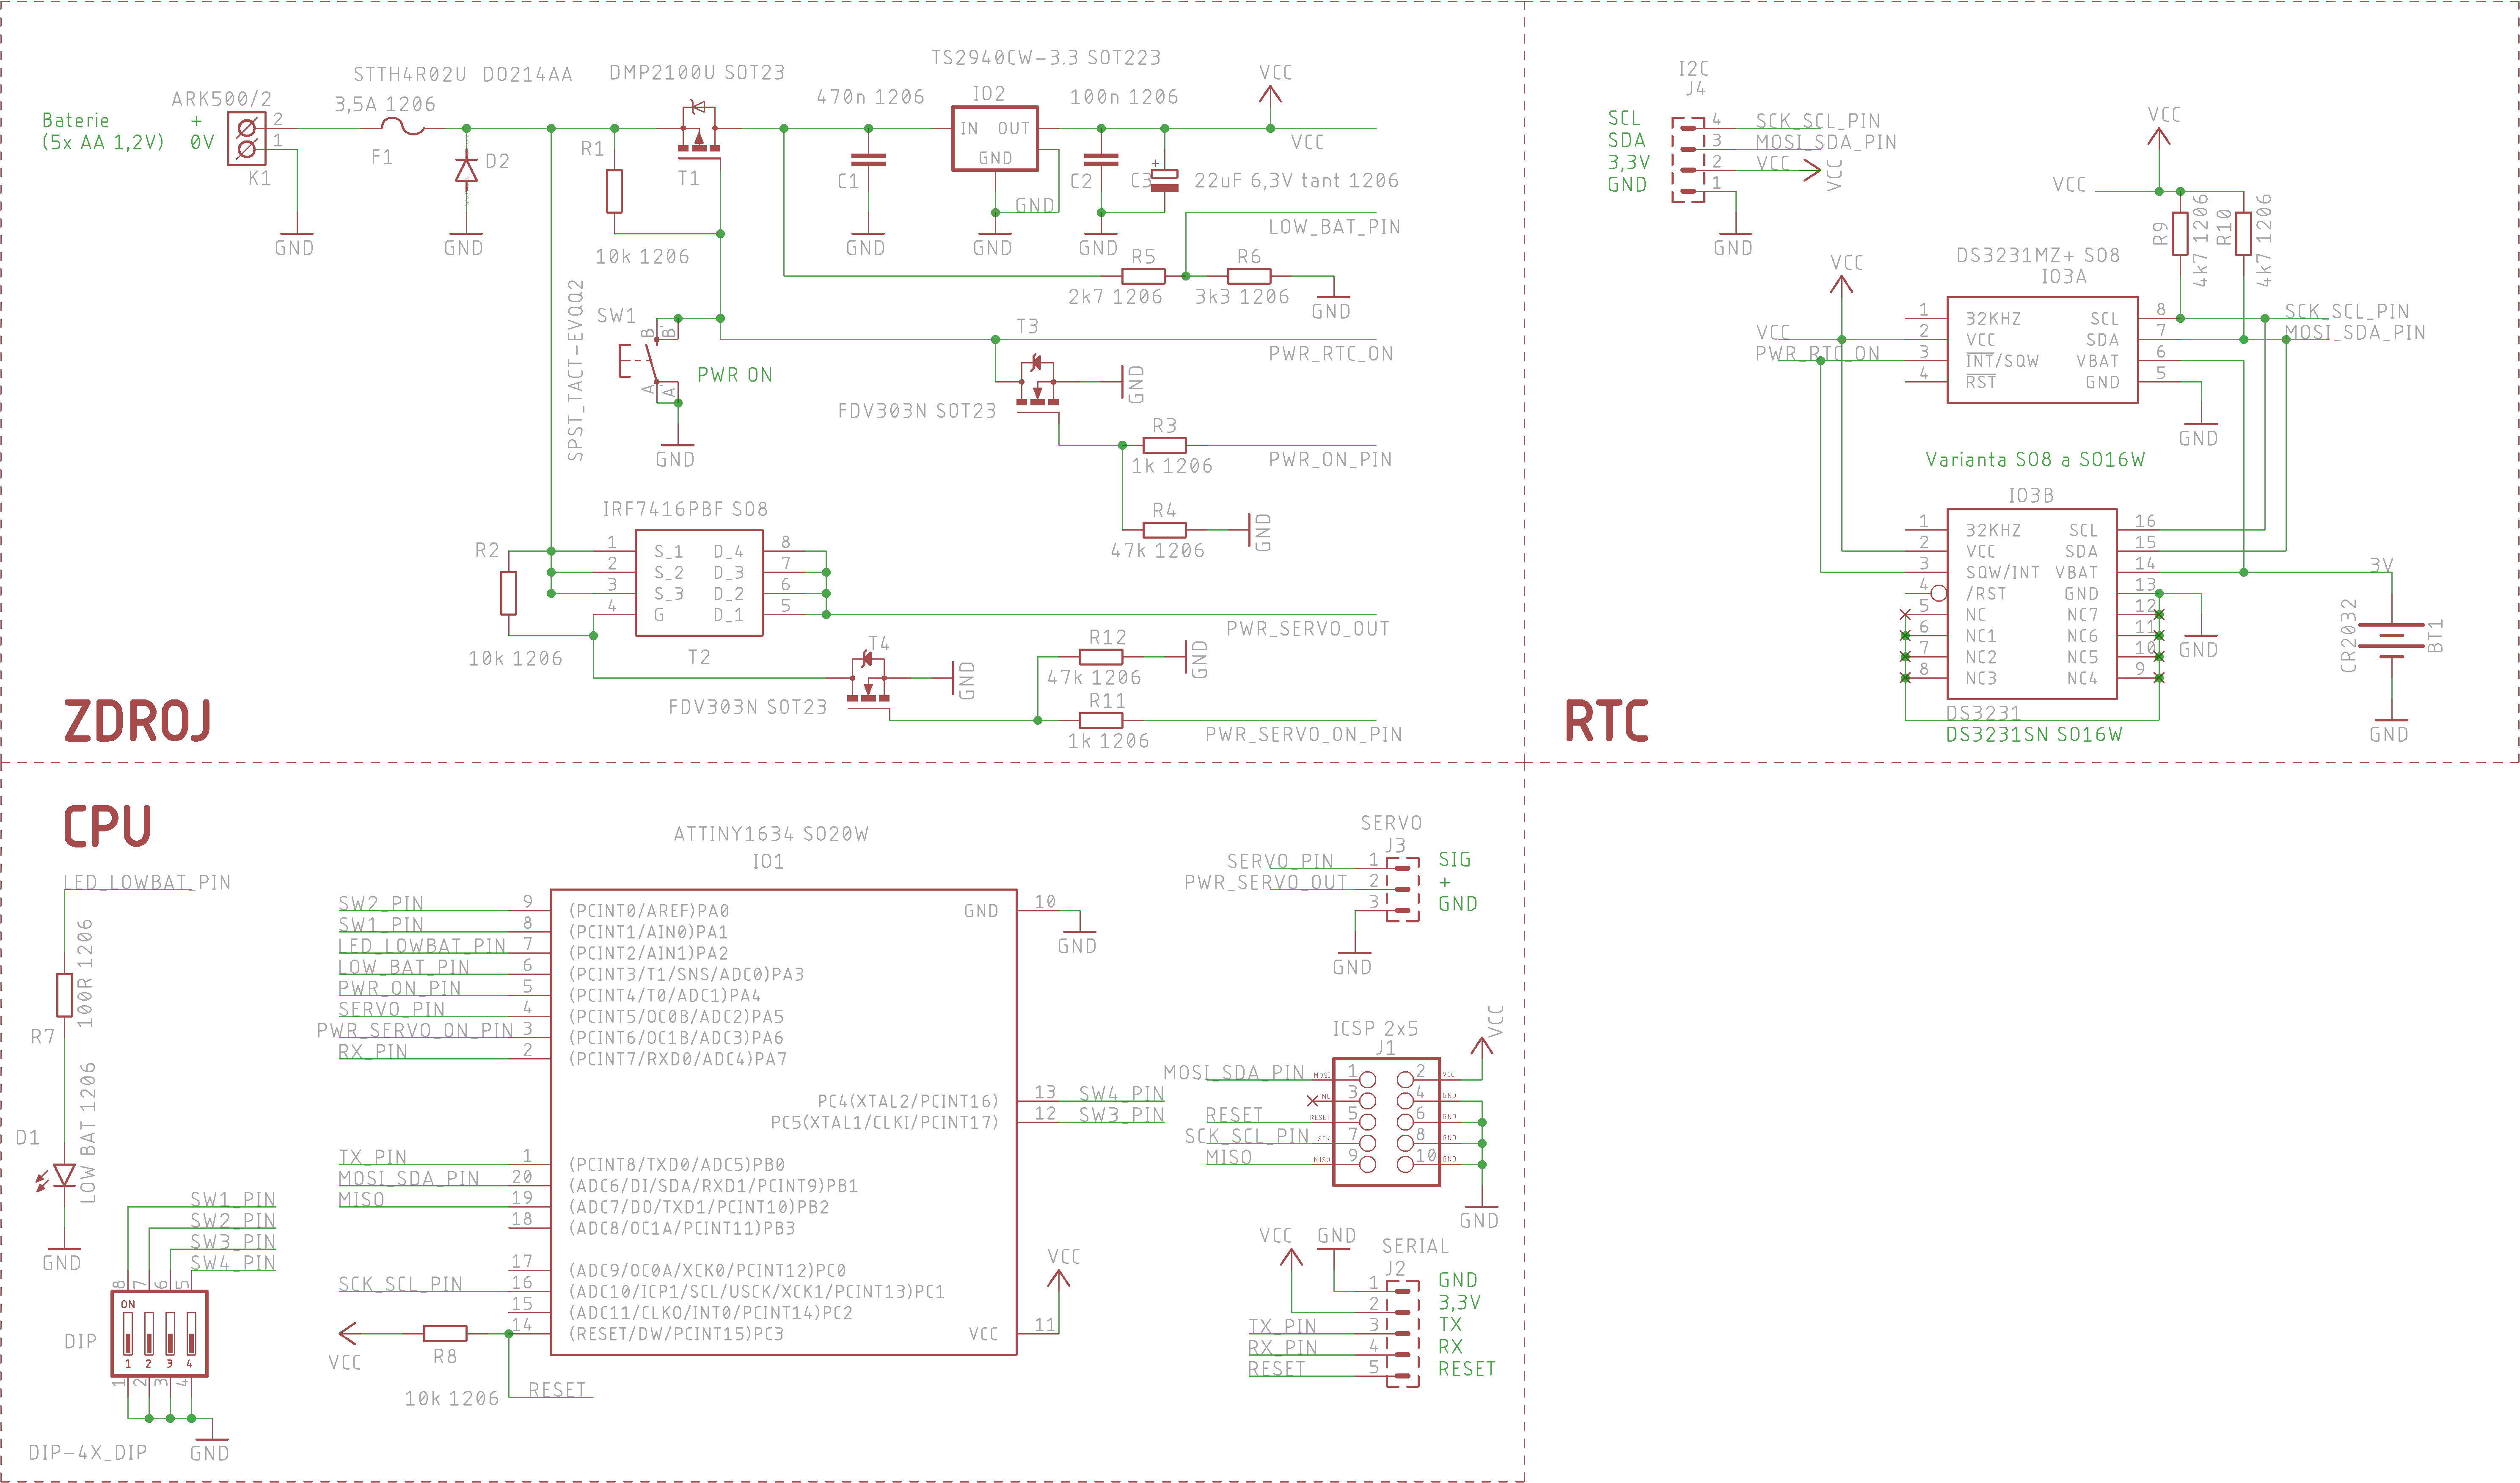 STTH4R02U DO214AA
DMP2100U SOT23
TS2940CW-3.3 SOT223
ARK500/2
3,5A 1206
470n 1206
IO2
100n 1206
VCC
Baterie + 2
(5x AA 1,2V) 0V 1
K1
F1
D2
R1
T1
C1
IN OUT
GND
C2
C3
+
22uF 6,3V tant 1206
VCC
GND
GND
GND
10k 1206
GND
GND
GND
GND
LOW_BAT_PIN
R5
R6
2k7 1206
3k3 1206
GND
SPST_TACT-EVQQ2
SW1
B
B'
A
A'
PWR ON
GND
T3
PWR_RTC_ON
GND
FDV303N SOT23
R3
1k 1206
PWR_ON_PIN
R4
47k 1206
GND
IRF7416PBF SO8
R2
1 S_1 D_4 8
2 S_2 D_3 7
3 S_3 D_2 6
4 G D_1 5
10k 1206
T2
PWR_SERVO_OUT
T4
R12
47k 1206
GND
GND
FDV303N SOT23
R11
1k 1206
PWR_SERVO_ON_PIN
ZDROJ
I2C
J4
SCL 4 SCK_SCL_PIN
SDA 3 MOSI_SDA_PIN
3,3V 2 VCC VCC
GND 1
GND
VCC
VCC
R9
4k7 1206
R10
4k7 1206
DS3231MZ+ SO8
IO3A
VCC
VCC
PWR_RTC_ON
1 32KHZ SCL 8
2 VCC SDA 7
3 INT/SQW VBAT 6
4 RST GND 5
SCK_SCL_PIN
MOSI_SDA_PIN
GND
Varianta SO8 a SO16W
IO3B
1 32KHZ SCL 16
2 VCC SDA 15
3 SQW/INT VBAT 14
4 /RST GND 13
5 NC NC7 12
6 NC1 NC6 11
7 NC2 NC5 10
8 NC3 NC4 9
GND
3V
CR2032
BT1
GND
DS3231
DS3231SN SO16W
RTC
CPU
LED_LOWBAT_PIN
100R 1206
R7
LOW BAT 1206
D1
GND
SW1_PIN
SW2_PIN
SW3_PIN
SW4_PIN
8 7 6 5
ON
1 2 3 4
DIP
1 2 3 4
DIP-4X_DIP
GND
ATTINY1634 SO20W
IO1
SW2_PIN 9 (PCINT0/AREF)PA0
SW1_PIN 8 (PCINT1/AIN0)PA1
LED_LOWBAT_PIN 7 (PCINT2/AIN1)PA2
LOW_BAT_PIN 6 (PCINT3/T1/SNS/ADC0)PA3
PWR_ON_PIN 5 (PCINT4/T0/ADC1)PA4
SERVO_PIN 4 (PCINT5/OC0B/ADC2)PA5
PWR_SERVO_ON_PIN 3 (PCINT6/OC1B/ADC3)PA6
RX_PIN 2 (PCINT7/RXD0/ADC4)PA7
GND 10
GND
PC4(XTAL2/PCINT16) 13 SW4_PIN
PC5(XTAL1/CLKI/PCINT17) 12 SW3_PIN
TX_PIN 1 (PCINT8/TXD0/ADC5)PB0
MOSI_SDA_PIN 20 (ADC6/DI/SDA/RXD1/PCINT9)PB1
MISO 19 (ADC7/DO/TXD1/PCINT10)PB2
18 (ADC8/OC1A/PCINT11)PB3
17 (ADC9/OC0A/XCK0/PCINT12)PC0
SCK_SCL_PIN 16 (ADC10/ICP1/SCL/USCK/XCK1/PCINT13)PC1
15 (ADC11/CLKO/INT0/PCINT14)PC2
14 (RESET/DW/PCINT15)PC3
VCC 11
VCC
VCC
R8
10k 1206
RESET
SERVO
J3
SERVO_PIN 1 SIG
PWR_SERVO_OUT 2 +
3 GND
GND
ICSP 2x5
J1
VCC
MOSI_SDA_PIN MOSI 1 2 VCC
NC 3 4 GND
RESET RESET 5 6 GND
SCK_SCL_PIN SCK 7 8 GND
MISO MISO 9 10 GND
GND
VCC GND
SERIAL
J2
1 GND
2 3,3V
TX_PIN 3 TX
RX_PIN 4 RX
RESET 5 RESET